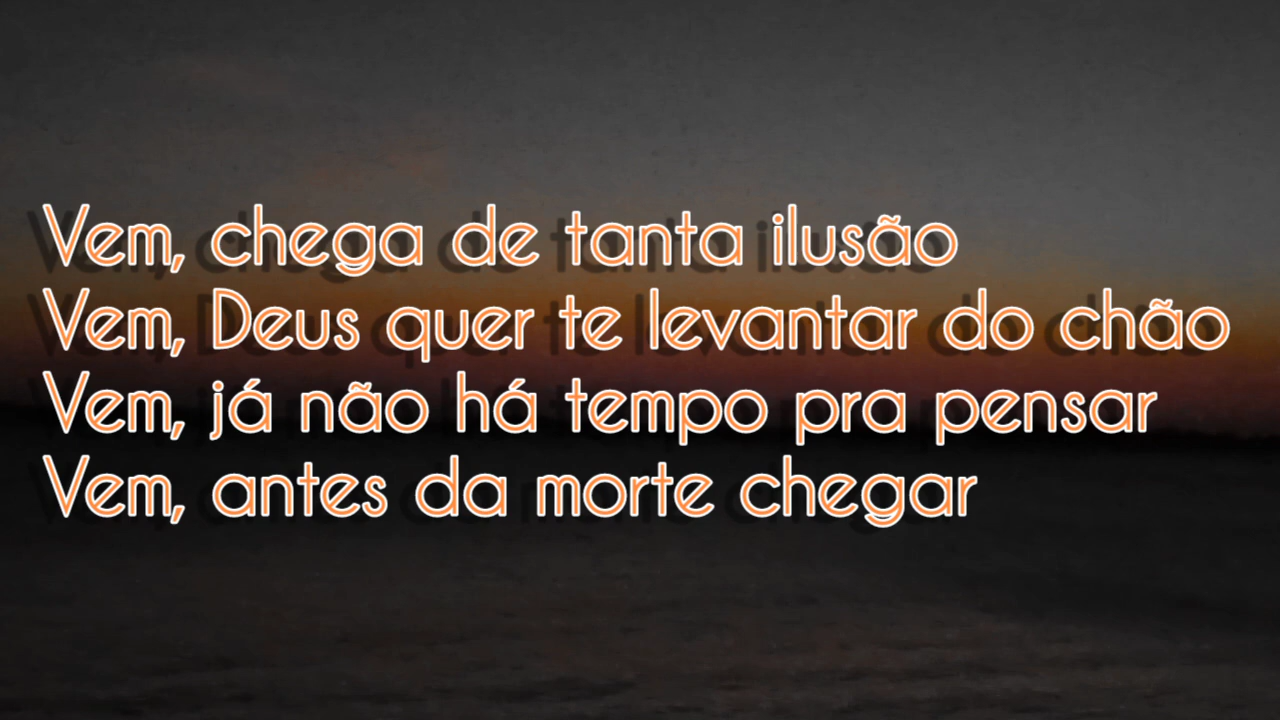 Vem, chega de tanta ilusão
Vem, Deus quer te levantar do chão
Vem, já não há tempo pra pensar
Vem, antes da morte chegar